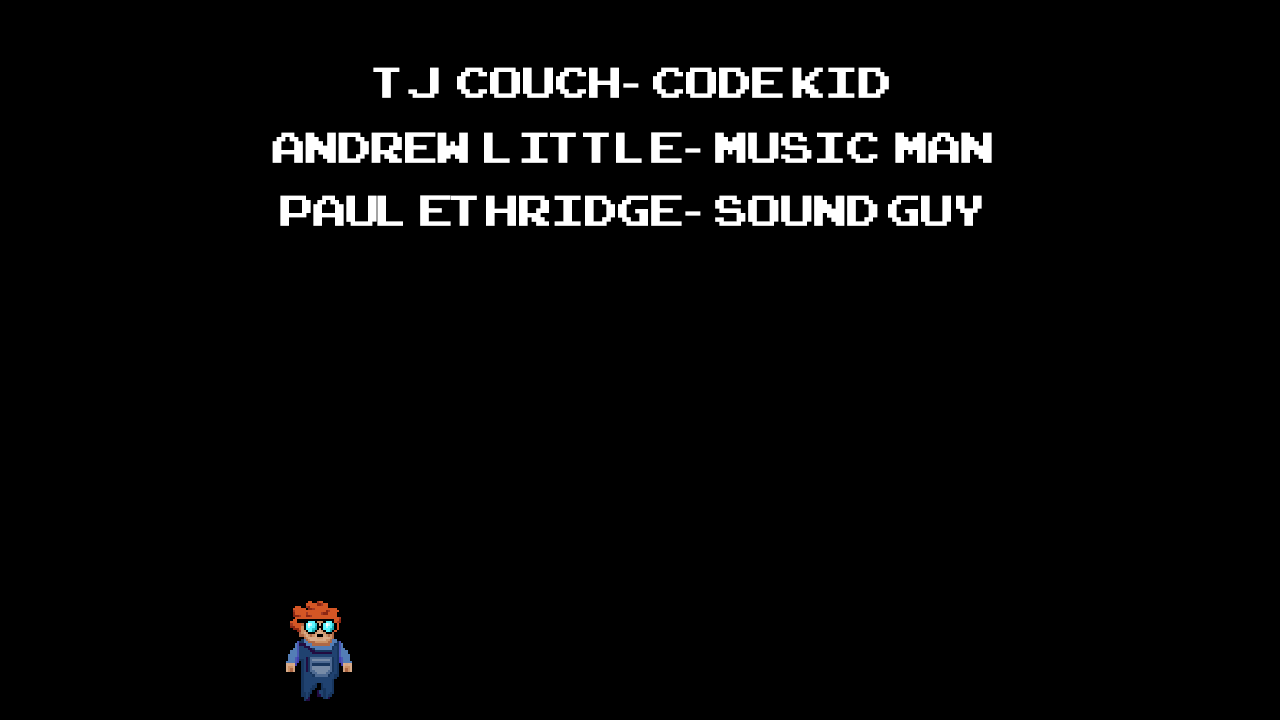 TJ COUCH- CODE KID
ANDREW LITTLE- MUSIC MAN
PAUL ETHRIDGE- SOUND GUY